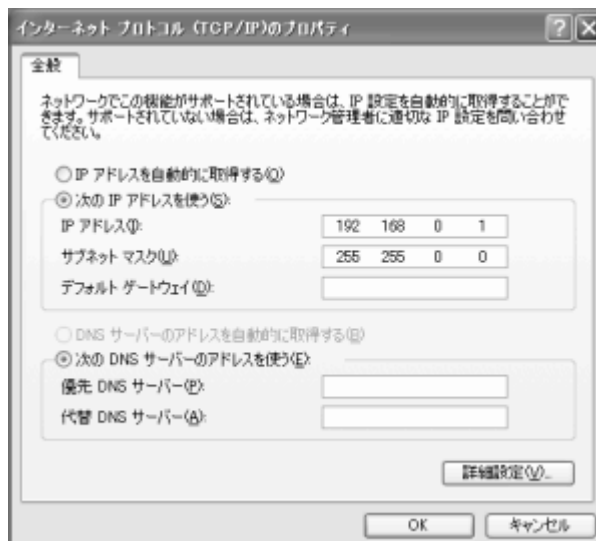 インターネット プロトコル (TCP/IP)のプロパティ
全般
ネットワークでこの機能がサポートされている場合は、IP 設定を自動的に取得することがで
きます。サポートされていない場合は、ネットワーク管理者に適切な IP 設定を問い合わせ
てください。
IP アドレスを自動的に取得する(O)
次の IP アドレスを使う(S):
IP アドレス(I): 192 168 0 1
サブネット マスク(U): 255 255 0 0
デフォルト ゲートウェイ(D):
DNS サーバーのアドレスを自動的に取得する(B)
次の DNS サーバーのアドレスを使う(E):
優先 DNS サーバー(P):
代替 DNS サーバー(A):
詳細設定(V)...
OK キャンセル